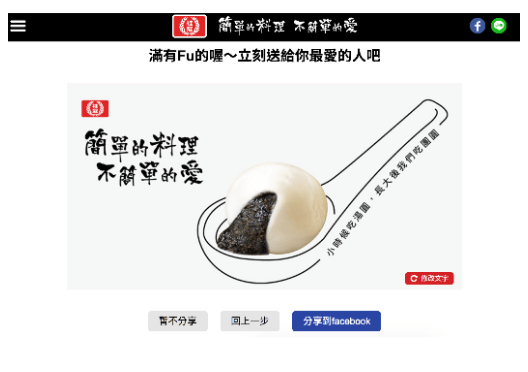 簡單的料理 不簡單的愛
滿有Fu的喔～立刻送給你最愛的人吧
簡單的料理
不簡單的愛
小時候吃湯圓，長大後我們吃團圓
修改文字
暫不分享
回上一步
分享到facebook